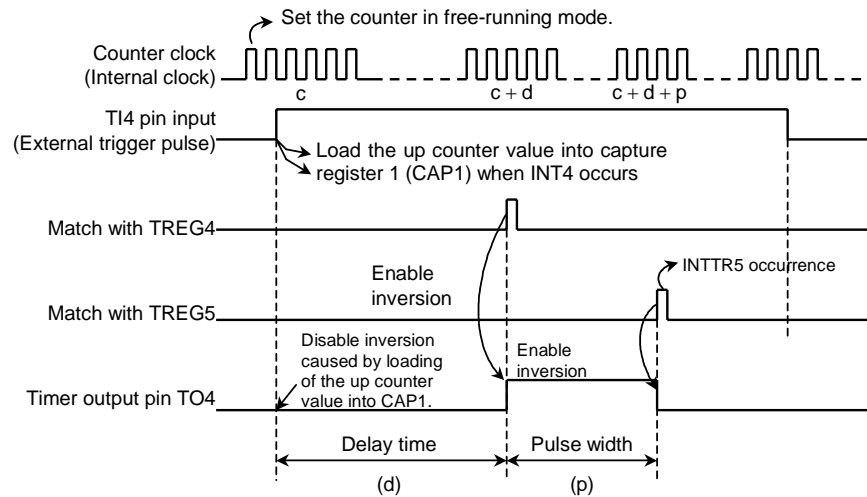 Set the counter in free-running mode.
Counter clock
(Internal clock)
c
c + d
c + d + p
TI4 pin input
(External trigger pulse)
Load the up counter value into capture
register 1 (CAP1) when INT4 occurs
Match with TREG4
Enable
inversion
INTTR5 occurrence
Match with TREG5
Disable inversion
caused by loading
of the up counter
value into CAP1.
Enable
inversion
Timer output pin TO4
Delay time
Pulse width
(d)
(p)